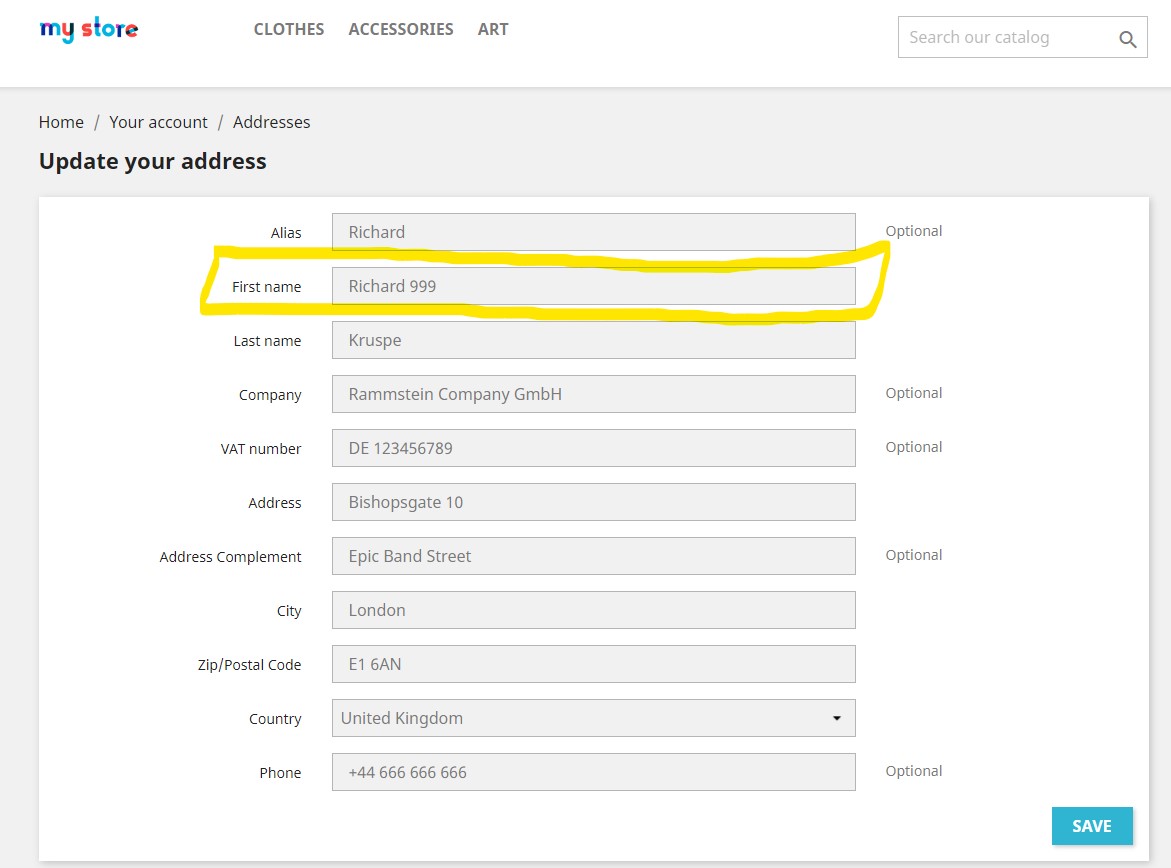 my store CLOTHES ACCESSORIES ART Search our catalog
Home / Your account / Addresses
Update your address
Alias Richard Optional
First name Richard 999
Last name Kruspe
Company Rammstein Company GmbH Optional
VAT number DE 123456789 Optional
Address Bishopsgate 10
Address Complement Epic Band Street Optional
City London
Zip/Postal Code E1 6AN
Country United Kingdom
Phone +44 666 666 666 Optional
SAVE